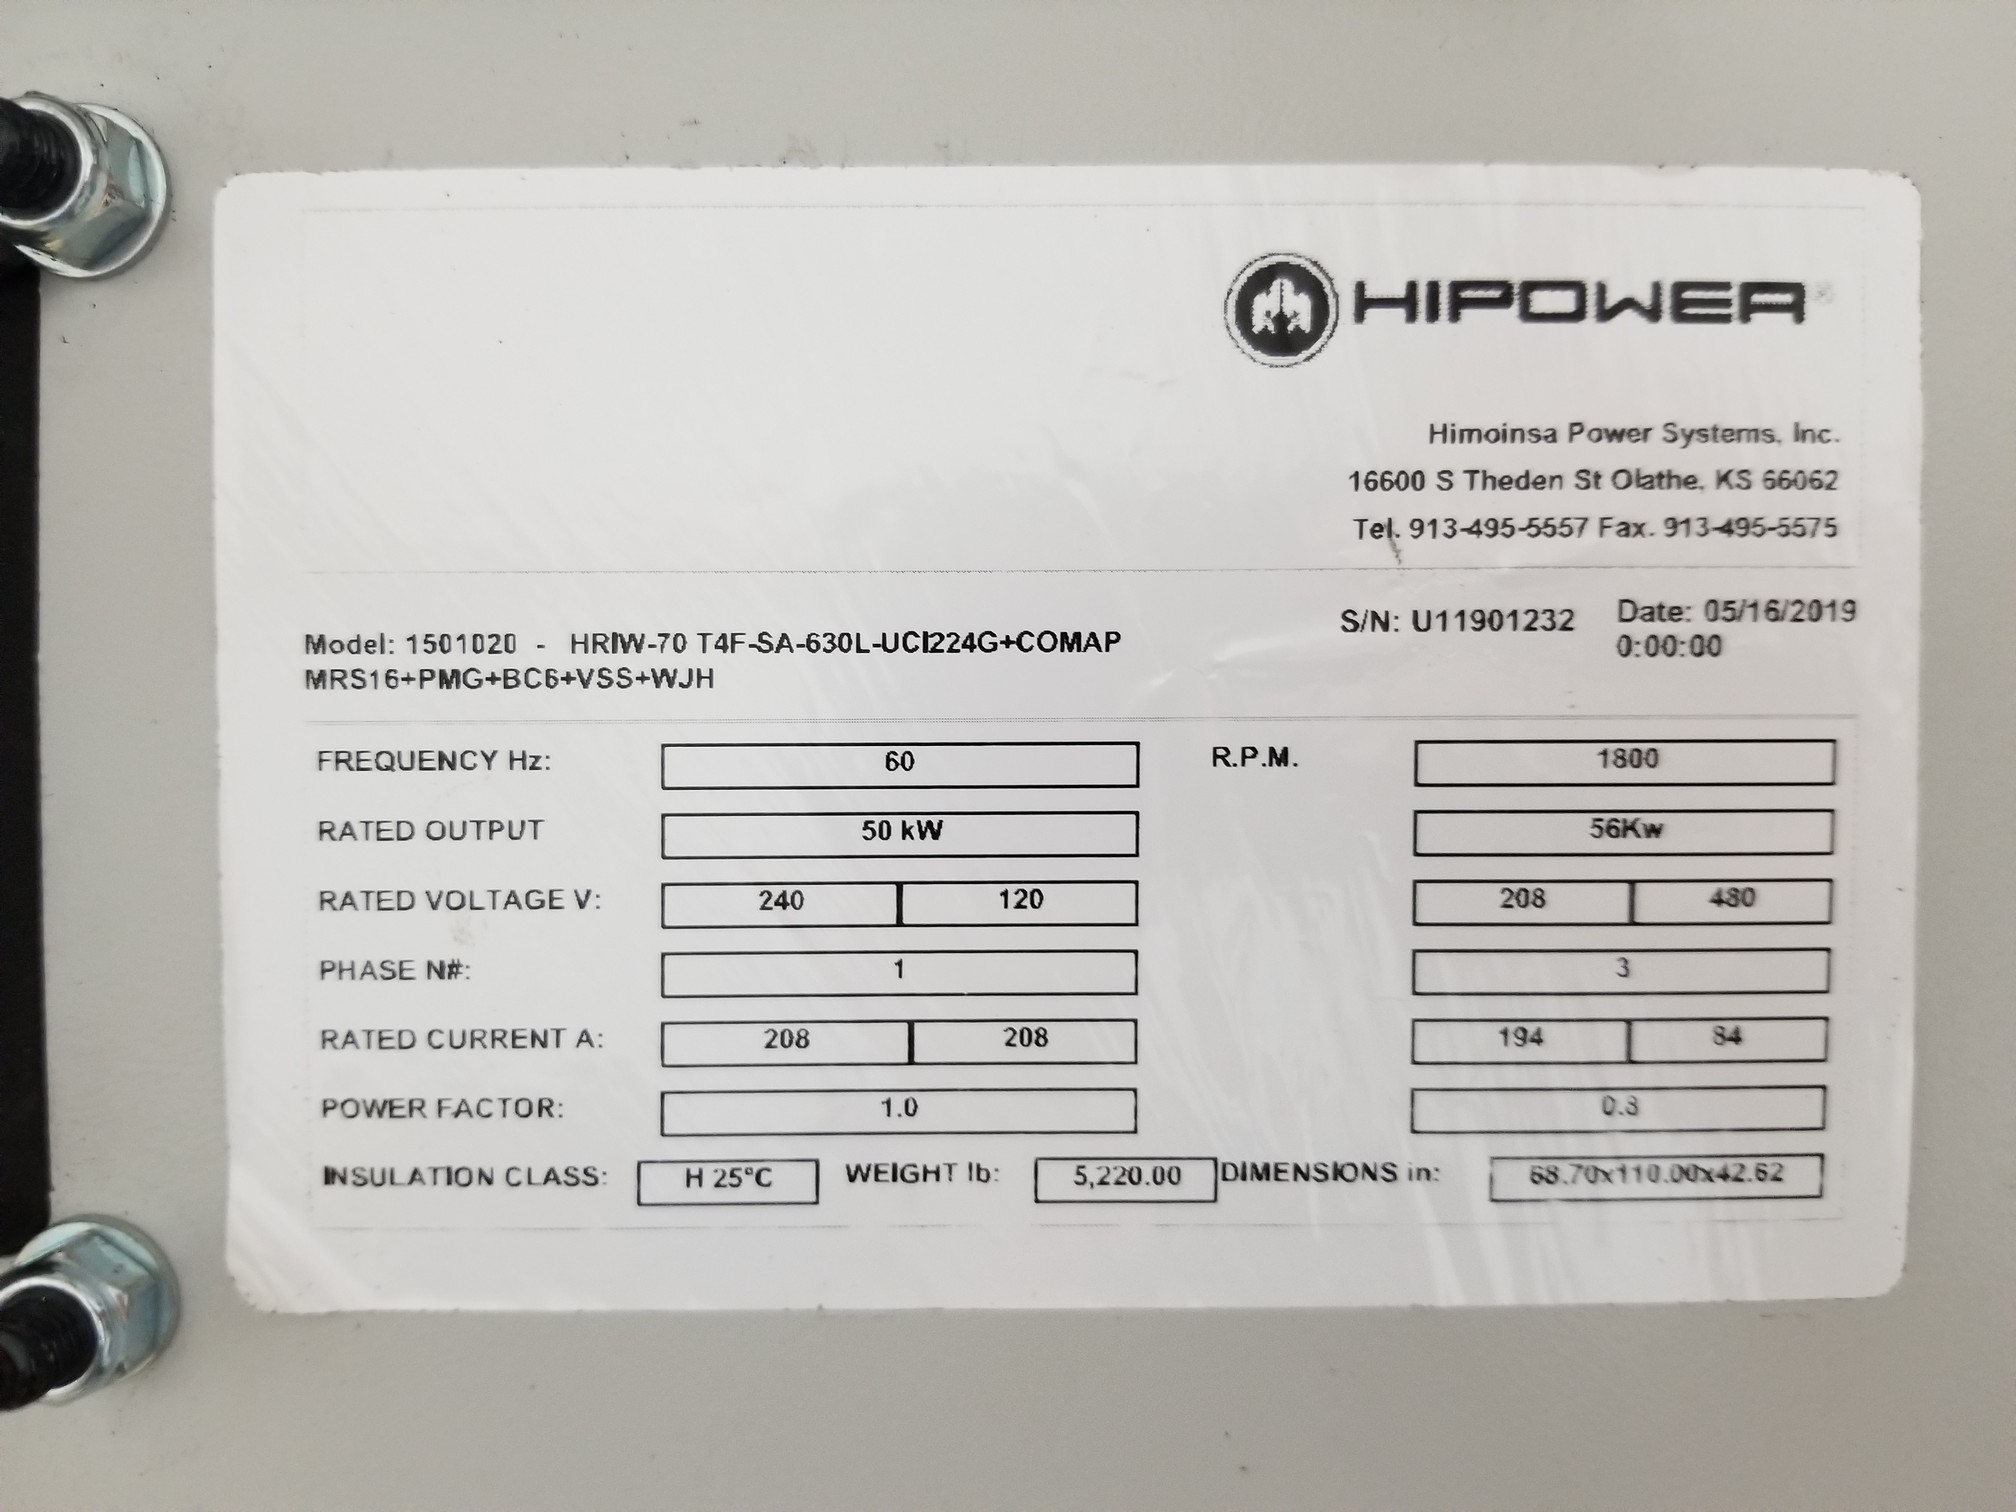 HIPOWER
Himoinsa Power Systems, Inc.
16600 S Theden St Olathe, KS 66062
Tel. 913-495-5557 Fax. 913-495-5575
Model: 1501020 - HRIW-70 T4F-SA-630L-UCI224G+COMAP
MRS16+PMG+BC6+VSS+WJH
S/N: U11901232
Date: 05/16/2019
0:00:00
FREQUENCY Hz: 60 R.P.M. 1800
RATED OUTPUT 50 kW 56Kw
RATED VOLTAGE V: 240 120 208 480
PHASE N#: 1 3
RATED CURRENT A: 208 208 194 84
POWER FACTOR: 1.0 0.8
INSULATION CLASS: H 25°C WEIGHT lb: 5,220.00 DIMENSIONS in: 68.70x110.00x42.62